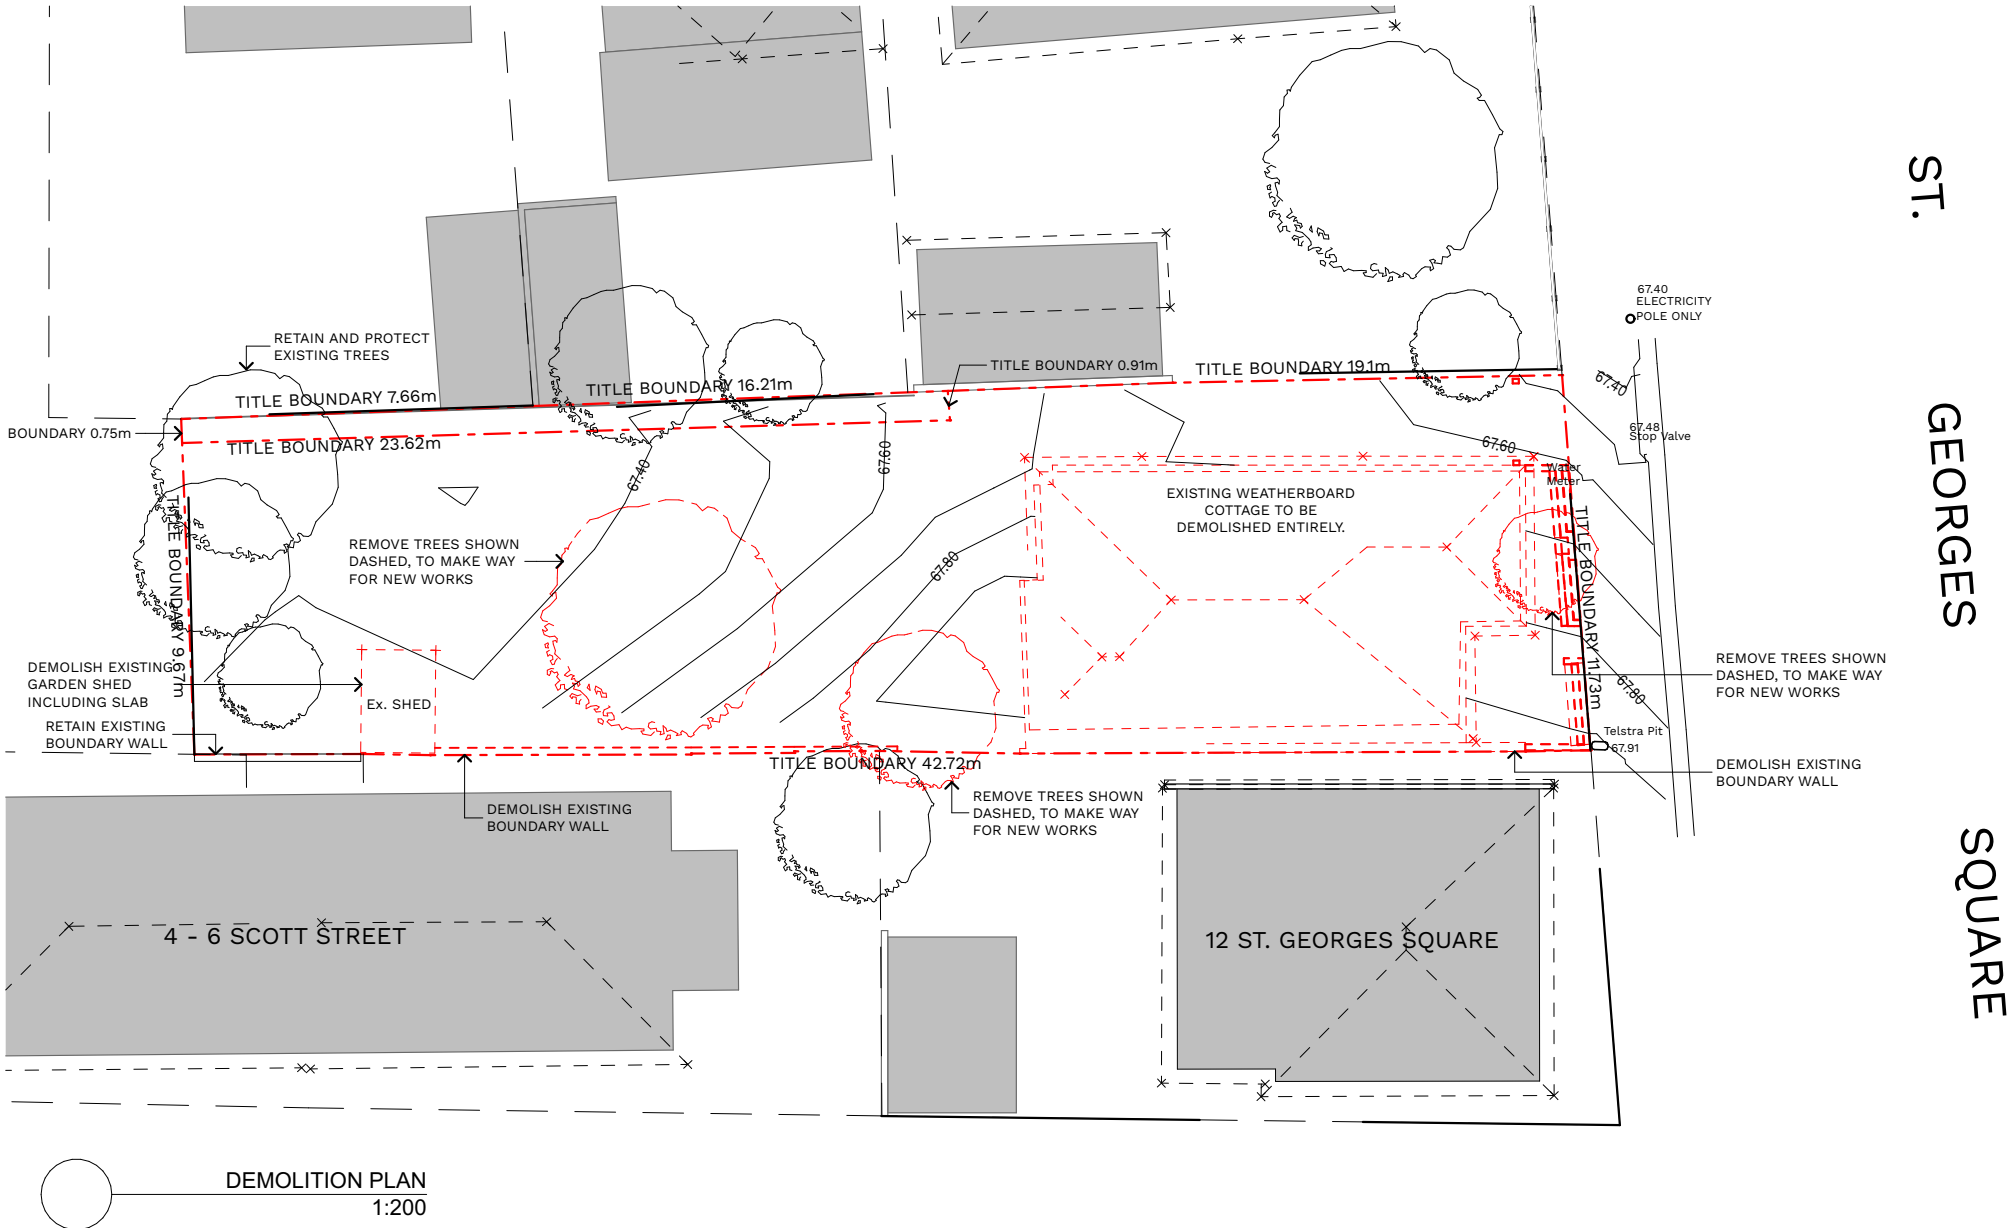 ST.
GEORGES
SQUARE
67.40
ELECTRICITY
POLE ONLY
RETAIN AND PROTECT
EXISTING TREES
TITLE BOUNDARY 7.66m
TITLE BOUNDARY 16.21m
TITLE BOUNDARY 0.91m
TITLE BOUNDARY 19.1m
67.40
BOUNDARY 0.75m
TITLE BOUNDARY 23.62m
67.40
67.60
67.60
67.48
Stop Valve
Water
Meter
EXISTING WEATHERBOARD
COTTAGE TO BE
DEMOLISHED ENTIRELY.
TITLE BOUNDARY 9.67m
REMOVE TREES SHOWN
DASHED, TO MAKE WAY
FOR NEW WORKS
67.80
TITLE BOUNDARY 11.73m
67.80
DEMOLISH EXISTING
GARDEN SHED
INCLUDING SLAB
Ex. SHED
REMOVE TREES SHOWN
DASHED, TO MAKE WAY
FOR NEW WORKS
RETAIN EXISTING
BOUNDARY WALL
Telstra Pit
67.91
TITLE BOUNDARY 42.72m
DEMOLISH EXISTING
BOUNDARY WALL
DEMOLISH EXISTING
BOUNDARY WALL
REMOVE TREES SHOWN
DASHED, TO MAKE WAY
FOR NEW WORKS
4 - 6 SCOTT STREET
12 ST. GEORGES SQUARE
DEMOLITION PLAN
1:200